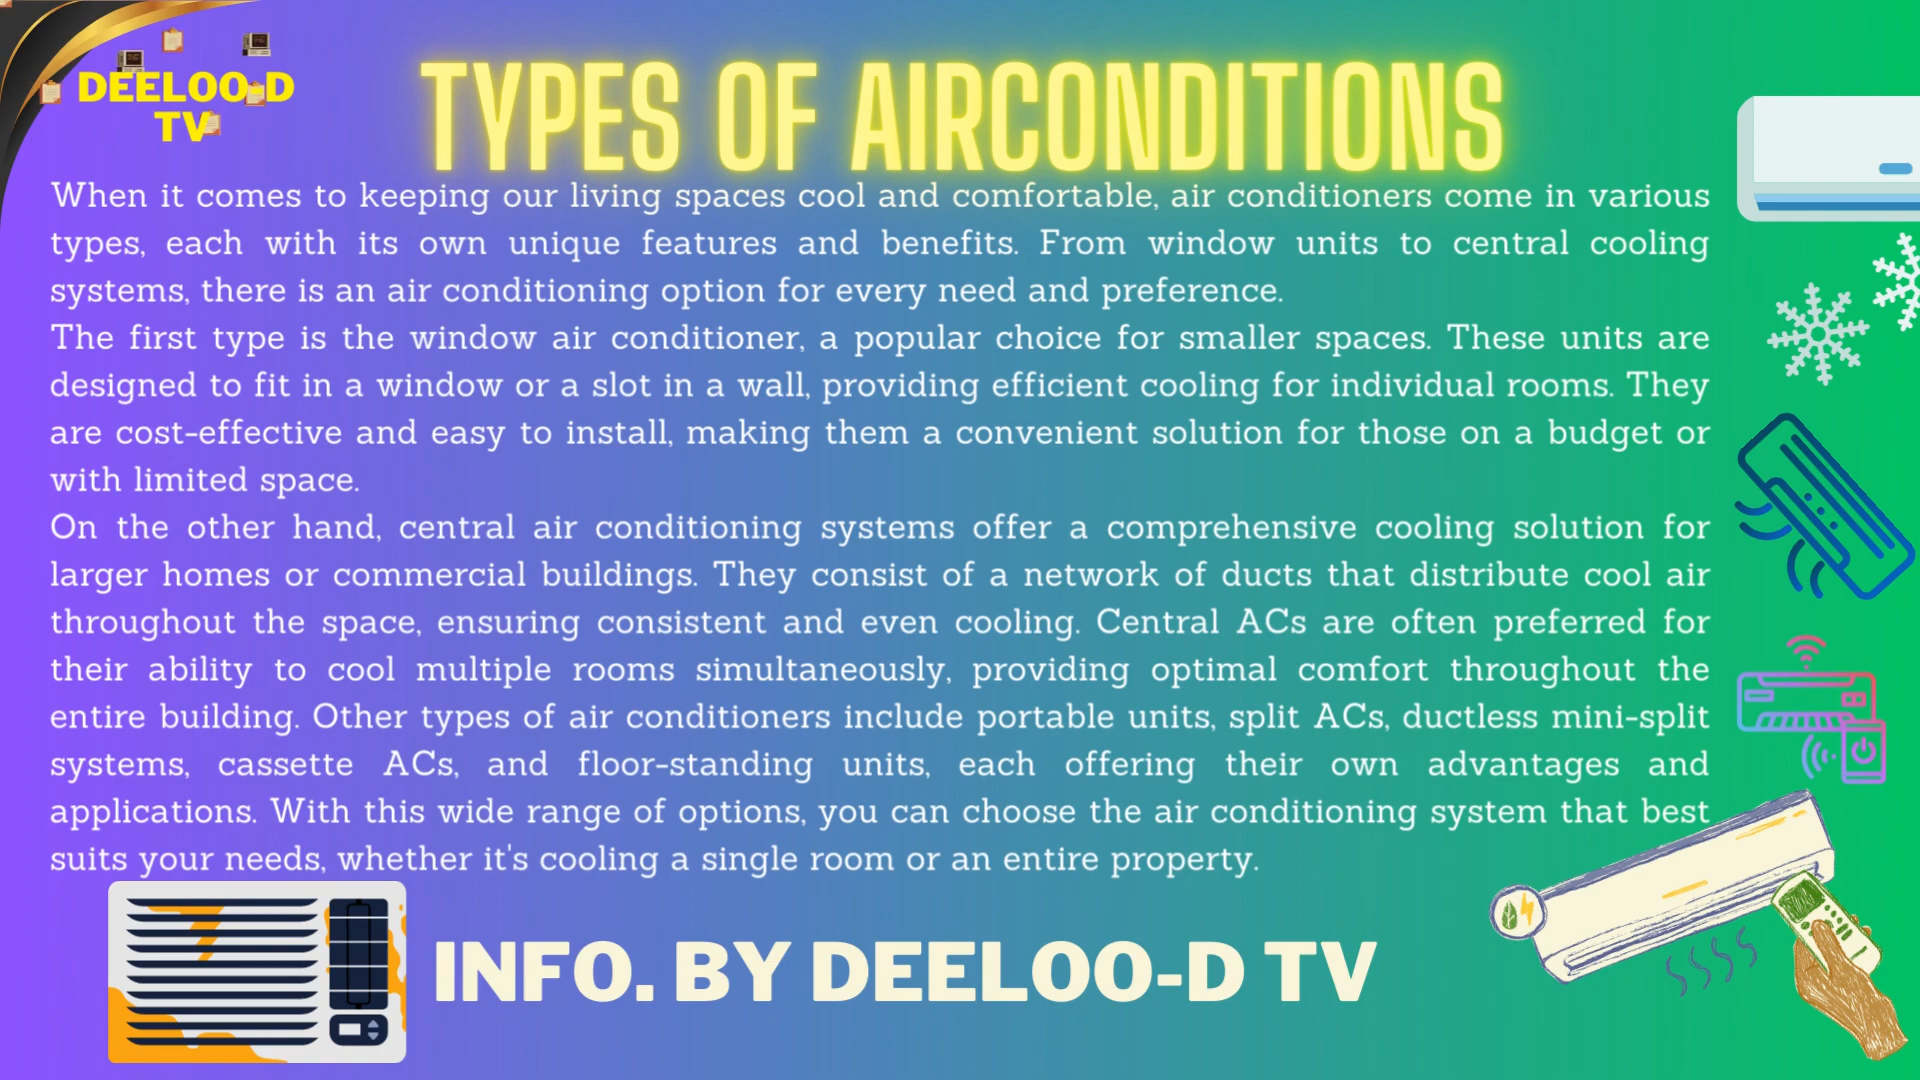 DEELOO-D
TV
TYPES OF AIRCONDITIONS
When it comes to keeping our living spaces cool and comfortable, air conditioners come in various
types, each with its own unique features and benefits. From window units to central cooling
systems, there is an air conditioning option for every need and preference.
The first type is the window air conditioner, a popular choice for smaller spaces. These units are
designed to fit in a window or a slot in a wall, providing efficient cooling for individual rooms. They
are cost-effective and easy to install, making them a convenient solution for those on a budget or
with limited space.
On the other hand, central air conditioning systems offer a comprehensive cooling solution for
larger homes or commercial buildings. They consist of a network of ducts that distribute cool air
throughout the space, ensuring consistent and even cooling. Central ACs are often preferred for
their ability to cool multiple rooms simultaneously, providing optimal comfort throughout the
entire building. Other types of air conditioners include portable units, split ACs, ductless mini-split
systems, cassette ACs, and floor-standing units, each offering their own advantages and
applications. With this wide range of options, you can choose the air conditioning system that best
suits your needs, whether it's cooling a single room or an entire property.
INFO. BY DEELOO-D TV